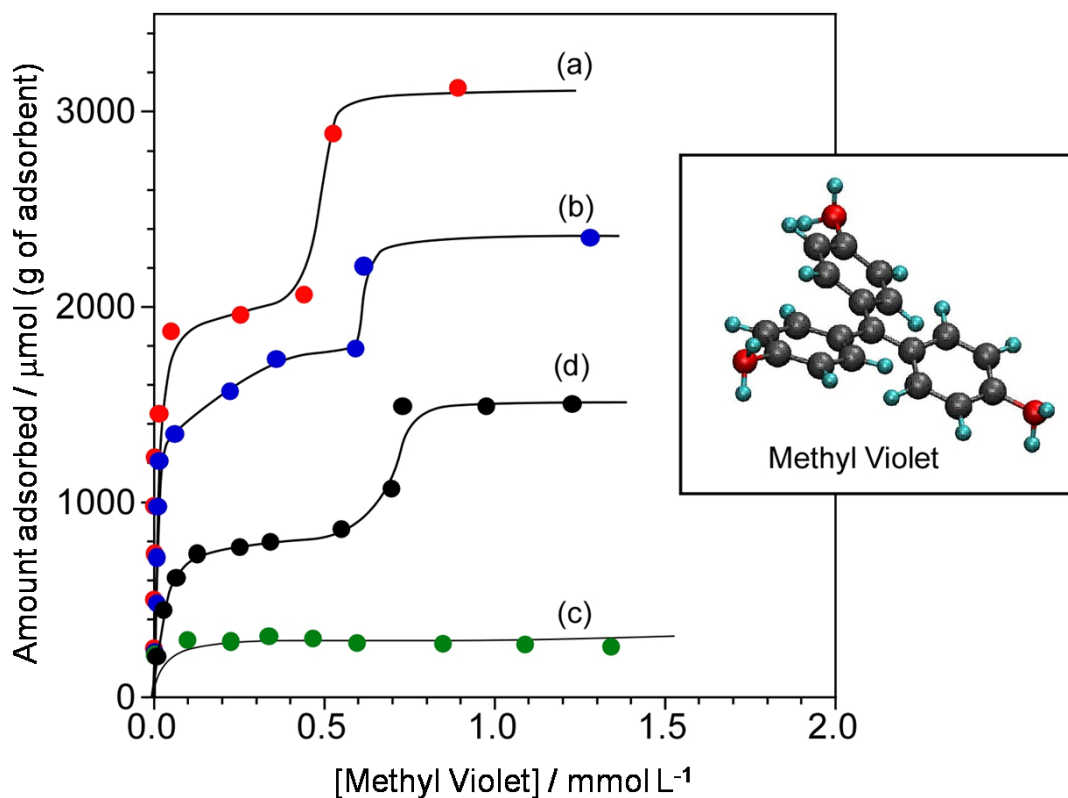 Amount adsorbed / μmol (g of adsorbent)
3000
2000
1000
0
(a)
(b)
(d)
(c)
Methyl Violet
0.0 0.5 1.0 1.5 2.0
[Methyl Violet] / mmol L⁻¹